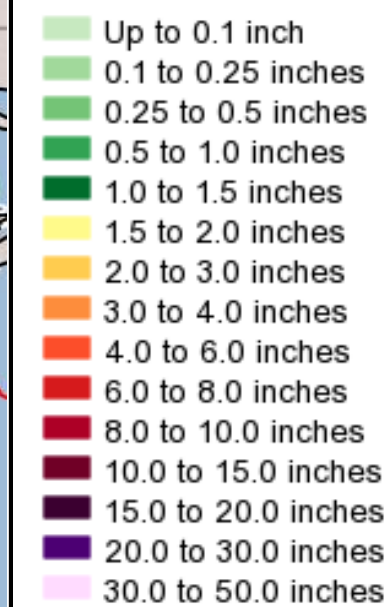 Up to 0.1 inch
0.1 to 0.25 inches
0.25 to 0.5 inches
0.5 to 1.0 inches
1.0 to 1.5 inches
1.5 to 2.0 inches
2.0 to 3.0 inches
3.0 to 4.0 inches
4.0 to 6.0 inches
6.0 to 8.0 inches
8.0 to 10.0 inches
10.0 to 15.0 inches
15.0 to 20.0 inches
20.0 to 30.0 inches
30.0 to 50.0 inches